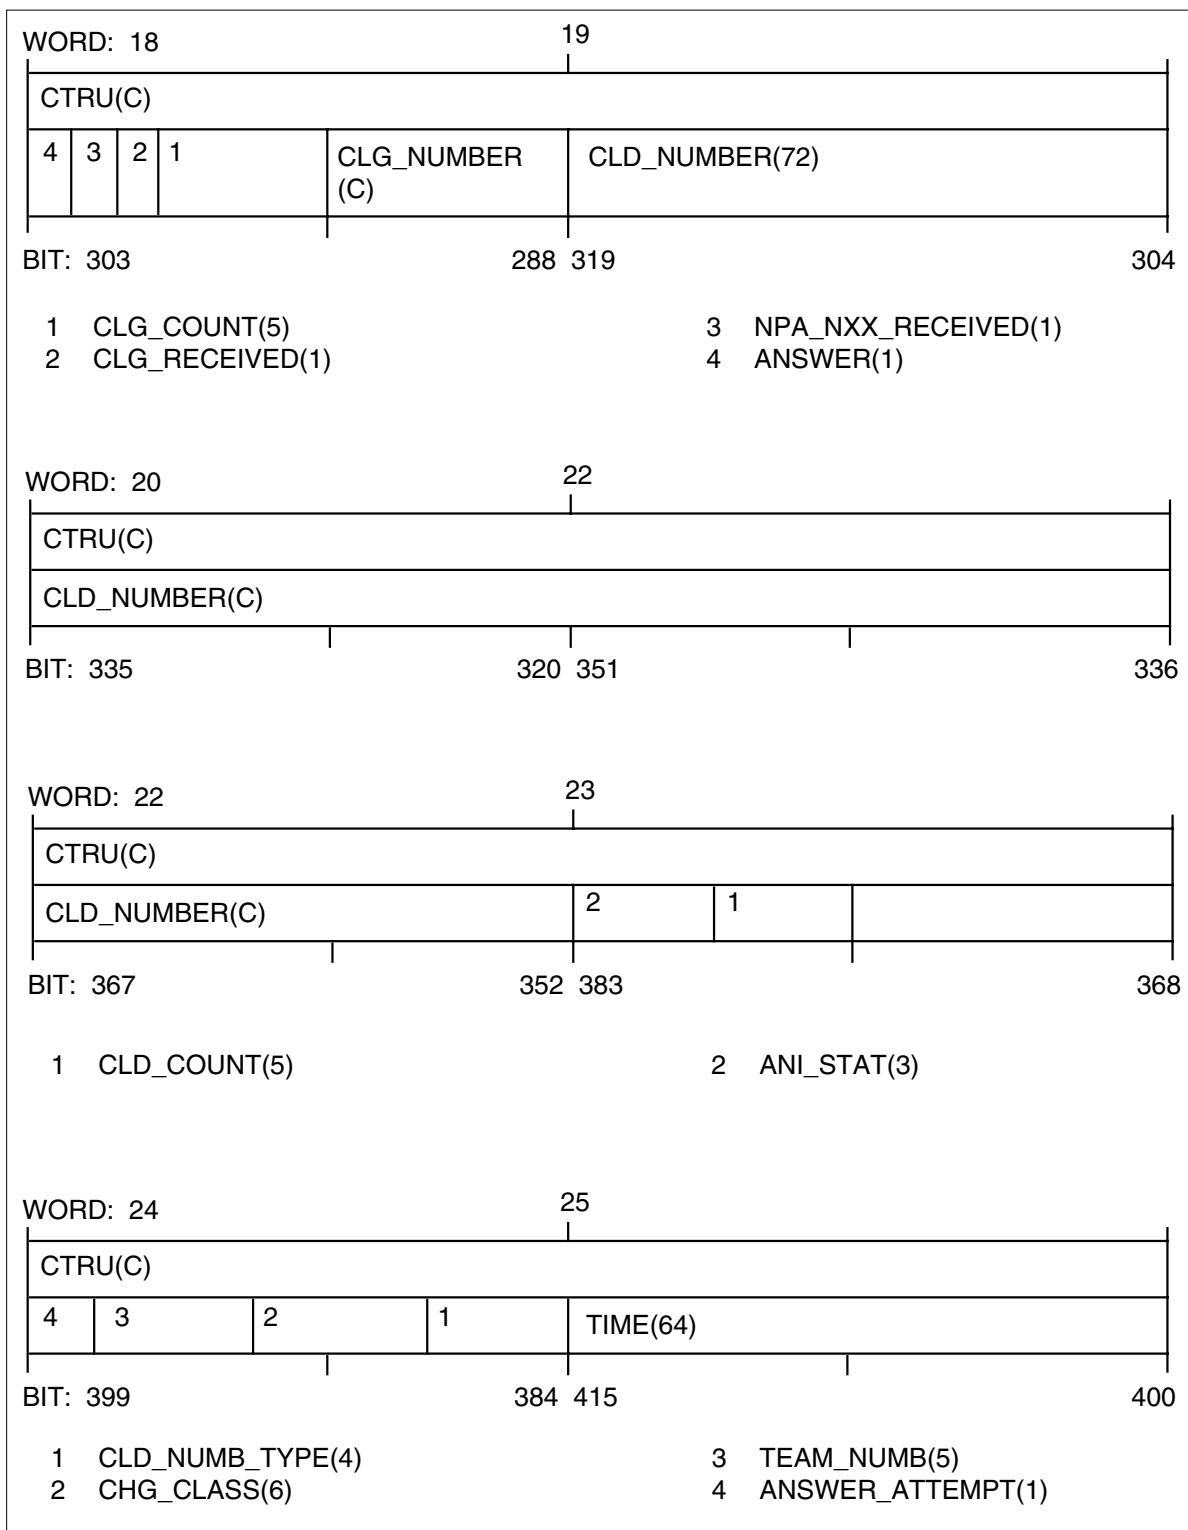 WORD: 18 19
CTRU(C)
4 3 2 1 CLG_NUMBER CLD_NUMBER(72)
(C)
BIT: 303 288 319 304
1 CLG_COUNT(5) 3 NPA_NXX_RECEIVED(1)
2 CLG_RECEIVED(1) 4 ANSWER(1)
WORD: 20 22
CTRU(C)
CLD_NUMBER(C)
BIT: 335 320 351 336
WORD: 22 23
CTRU(C)
CLD_NUMBER(C) 2 1
BIT: 367 352 383 368
1 CLD_COUNT(5) 2 ANI_STAT(3)
WORD: 24 25
CTRU(C)
4 3 2 1 TIME(64)
BIT: 399 384 415 400
1 CLD_NUMB_TYPE(4) 3 TEAM_NUMB(5)
2 CHG_CLASS(6) 4 ANSWER_ATTEMPT(1)